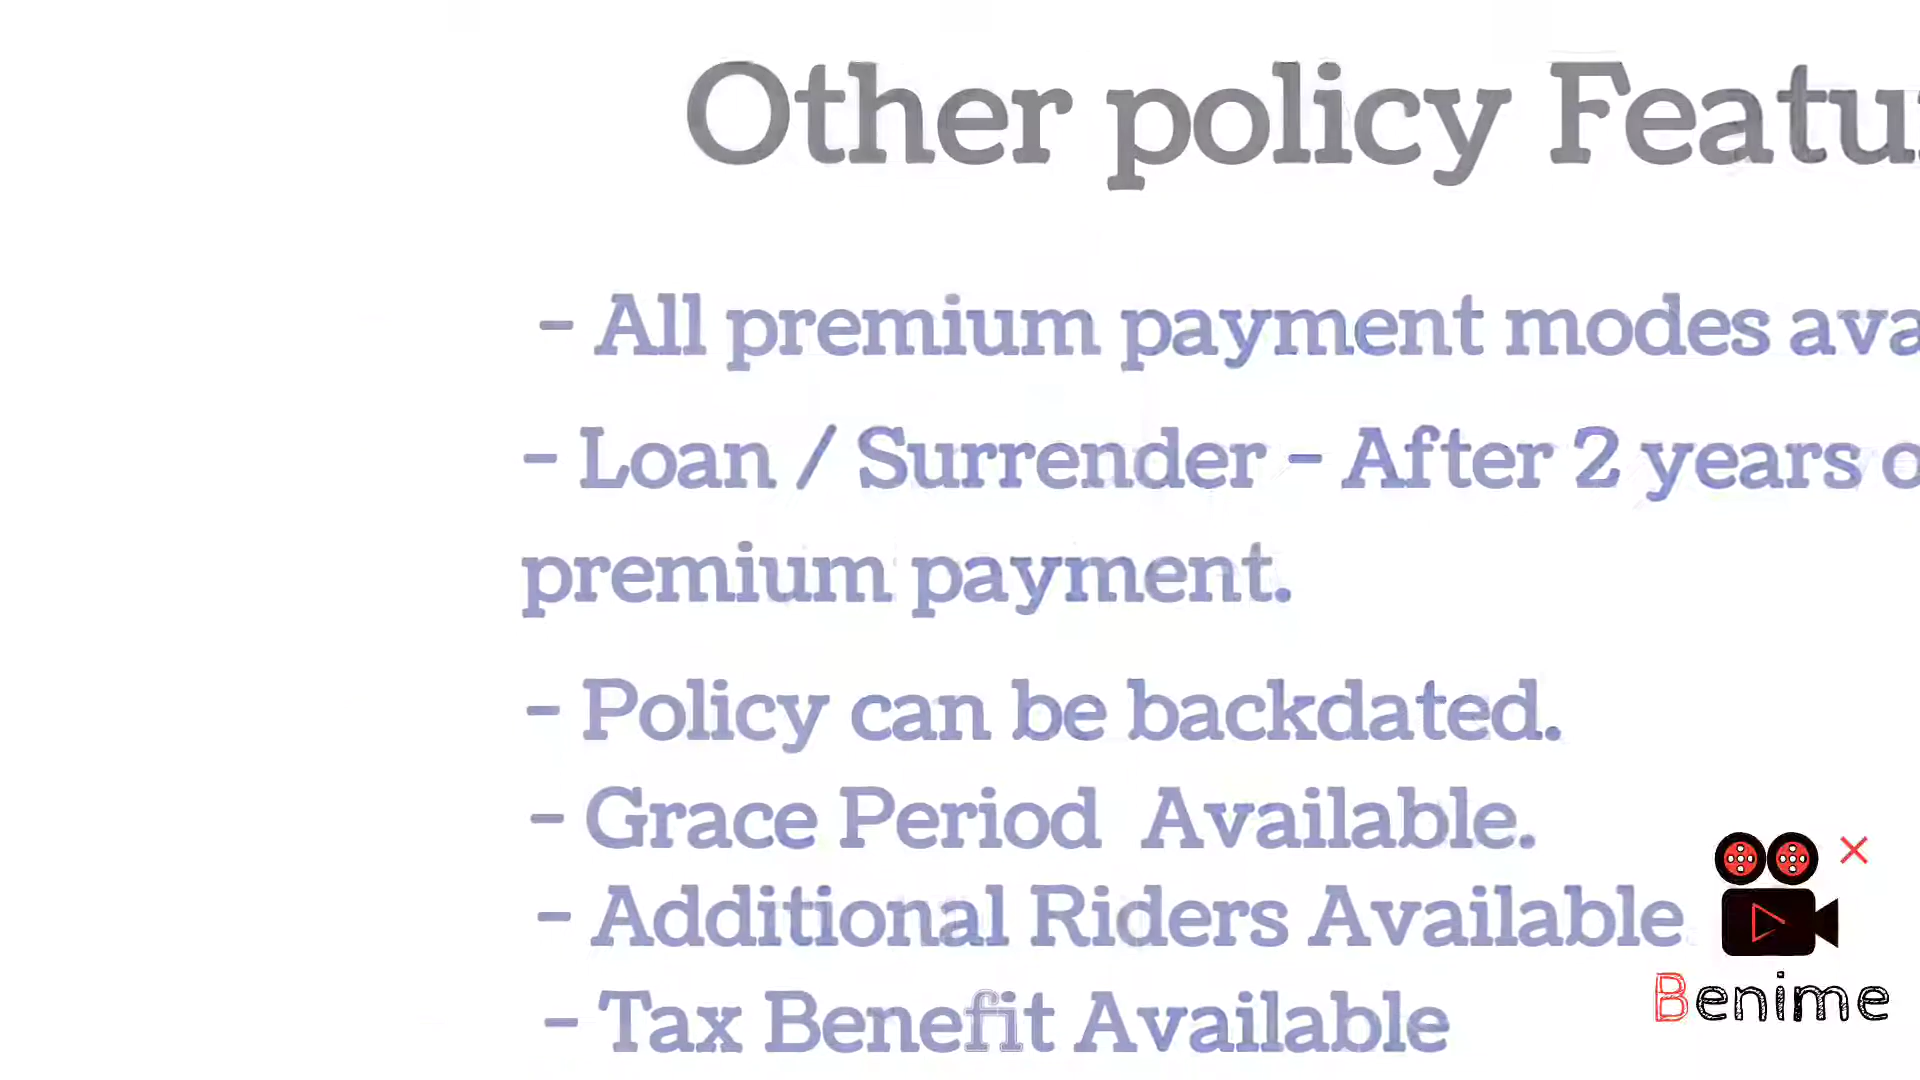 Other policy Featu
- All premium payment modes ava
- Loan / Surrender - After 2 years o
premium payment.
- Policy can be backdated.
- Grace Period Available.
- Additional Riders Available
- Tax Benefit Available
Benime